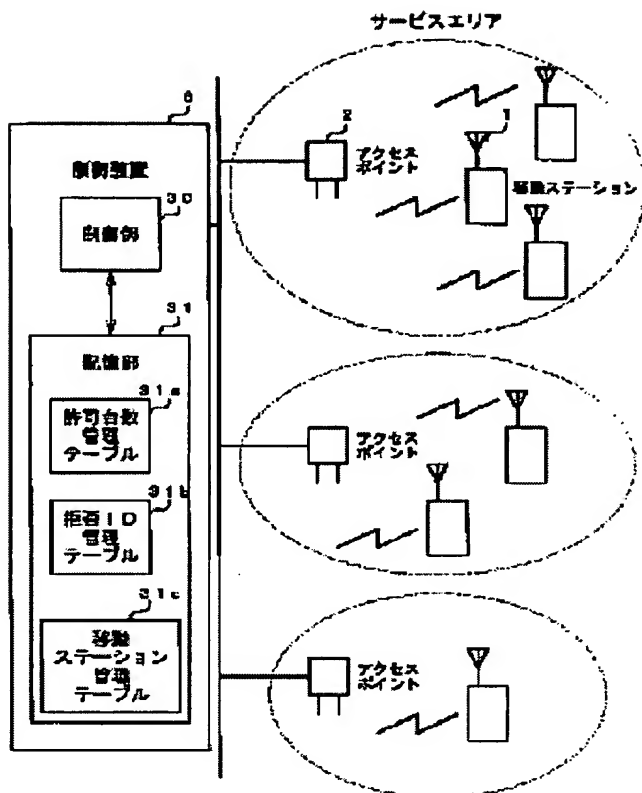 サービスエリア
2
アクセス
ポイント
1
移動ステーション
制御装置
30
31
記憶部
31a
許可台数
管理
テーブル
31b
拒否ID
管理
テーブル
31c
移動
ステーション
管理
テーブル
アクセス
ポイント
アクセス
ポイント